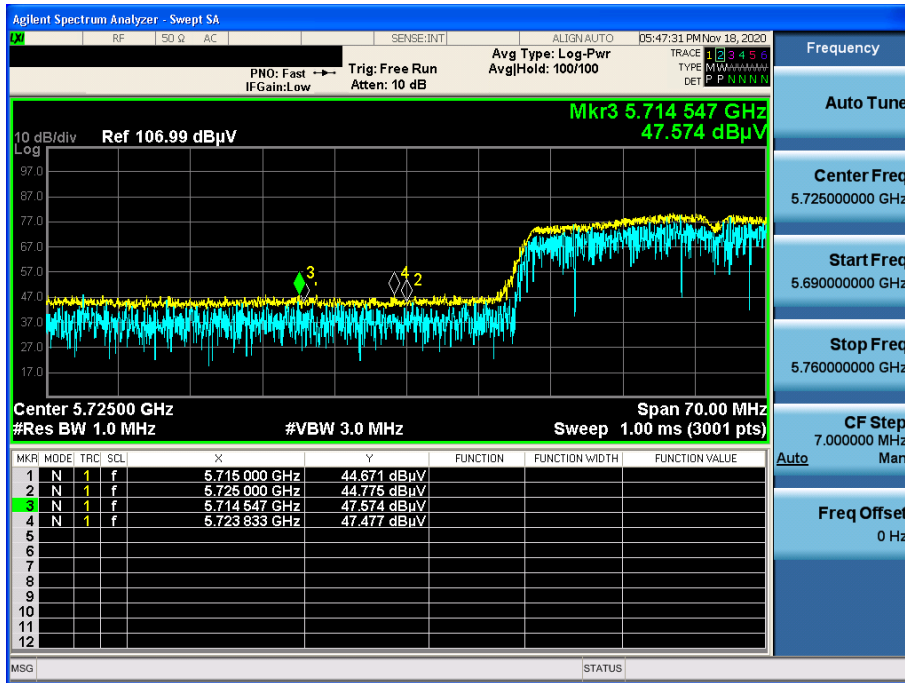 Agilent Spectrum Analyzer - Swept SA
LXI RF 50 Ω AC SENSE:INT ALIGN AUTO 05:47:31 PM Nov 18, 2020
PNO: Fast Trig: Free Run Avg Type: Log-Pwr TRACE 1 2 3 4 5 6
IFGain:Low Atten: 10 dB Avg|Hold: 100/100 TYPE M W W W W W
DET P P N N N N
Mkr3 5.714 547 GHz
47.574 dBµV
10 dB/div Ref 106.99 dBµV
Log
97.0
87.0
77.0
67.0
57.0
47.0
37.0
27.0
17.0
3 4 2
Center 5.72500 GHz Span 70.00 MHz
#Res BW 1.0 MHz #VBW 3.0 MHz Sweep 1.00 ms (3001 pts)
MKR MODE TRC SCL X Y FUNCTION FUNCTION WIDTH FUNCTION VALUE
1 N 1 f 5.715 000 GHz 44.671 dBµV
2 N 1 f 5.725 000 GHz 44.775 dBµV
3 N 1 f 5.714 547 GHz 47.574 dBµV
4 N 1 f 5.723 833 GHz 47.477 dBµV
5
6
7
8
9
10
11
12
MSG STATUS
Frequency
Auto Tune
Center Freq
5.725000000 GHz
Start Freq
5.690000000 GHz
Stop Freq
5.760000000 GHz
CF Step
7.000000 MHz
Auto Man
Freq Offset
0 Hz